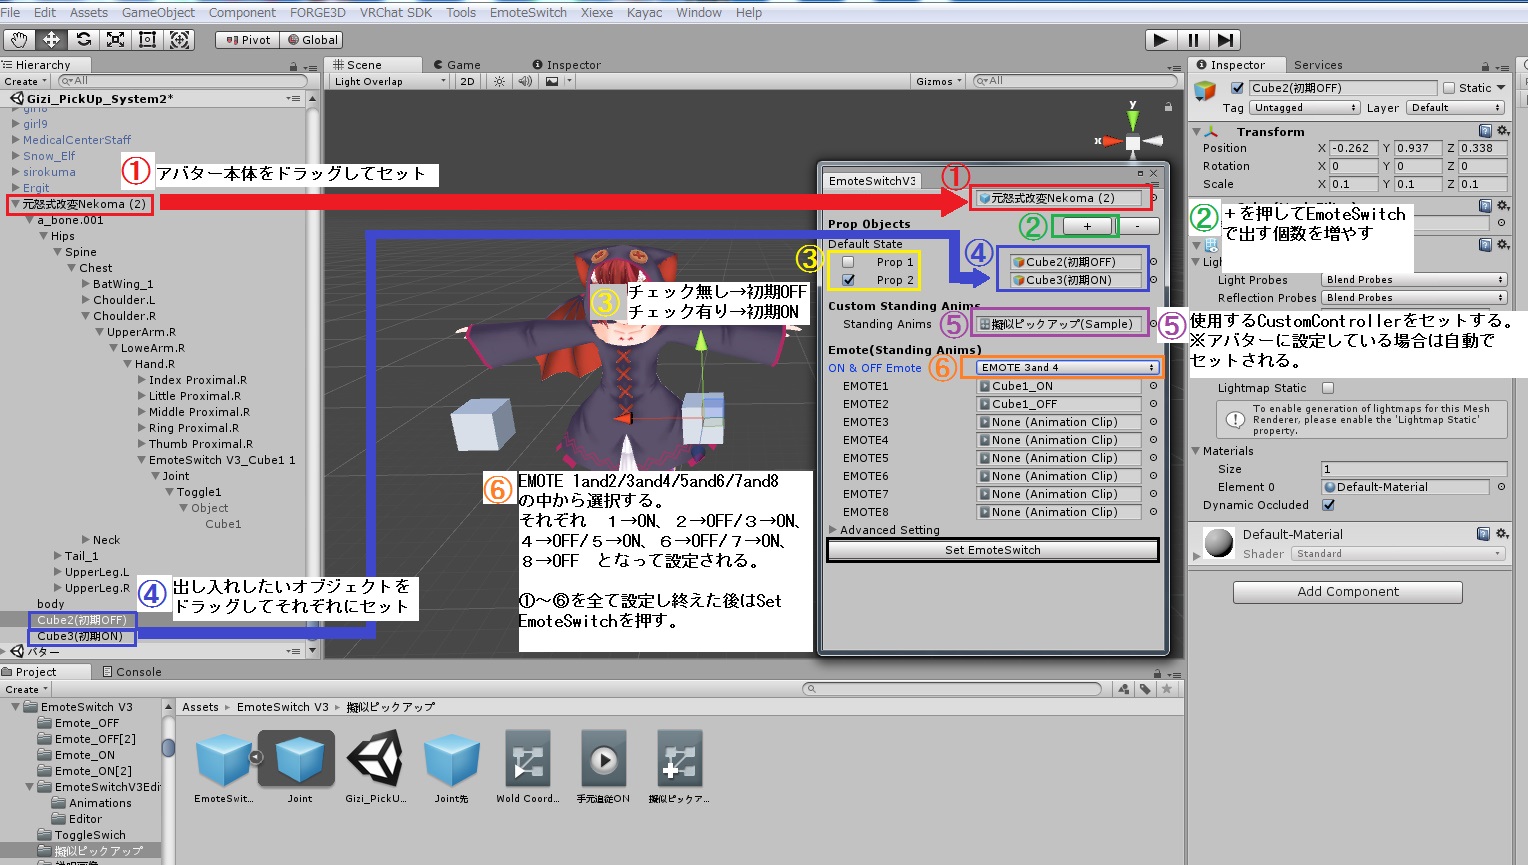 File Edit Assets GameObject Component FORGE3D VRChat SDK Tools EmoteSwitch Xiexe Kayac Window Help
Pivot Global
Hierarchy
Create All
Gizi_PickUp_System2*
girl8
girl9
MedicalCenterStaff
Snow_Elf
sirokuma
Ergit
元怒式改変Nekoma (2)
a_bone.001
Hips
Spine
Chest
BatWing_1
Choulder.L
Choulder.R
UpperArm.R
LoweArm.R
Hand.R
Index Proximal.R
Little Proximal.R
Middle Proximal.R
Ring Proximal.R
Thumb Proximal.R
EmoteSwitch V3_Cube1 1
Joint
Toggle1
Object
Cube1
Neck
Tail_1
UpperLeg.L
UpperLeg.R
body
Cube2(初期OFF)
Cube3(初期ON)
バター
①アバター本体をドラッグしてセット
④出し入れしたいオブジェクトを
ドラッグしてそれぞれにセット
Scene Game Inspector
Light Overlap 2D Gizmos All
y
x
③チェック無し→初期OFF
チェック有り→初期ON
⑥EMOTE 1and2/3and4/5and6/7and8
の中から選択する。
それぞれ　１→ON、２→OFF/３→ON、
４→OFF/５→ON、６→OFF/７→ON、
８→OFF　となって設定される。
①～⑥を全て設定し終えた後はSet
EmoteSwitchを押す。
EmoteSwitchV3
①
元怒式改変Nekoma (2)
Prop Objects ② + -
Default State
③ Prop 1 ④ Cube2(初期OFF)
Prop 2 Cube3(初期ON)
Custom Standing Anims
Standing Anims ⑤ 擬似ピックアップ(Sample)
Emote(Standing Anims)
ON & OFF Emote ⑥ EMOTE 3and 4
EMOTE1 Cube1_ON
EMOTE2 Cube1_OFF
EMOTE3 None (Animation Clip)
EMOTE4 None (Animation Clip)
EMOTE5 None (Animation Clip)
EMOTE6 None (Animation Clip)
EMOTE7 None (Animation Clip)
EMOTE8 None (Animation Clip)
Advanced Setting
Set EmoteSwitch
Inspector Services
Cube2(初期OFF) Static
Tag Untagged Layer Default
Transform
Position X -0.262 Y 0.937 Z 0.338
Rotation X 0 Y 0 Z 0
Scale X 0.1 Y 0.1 Z 0.1
②＋を押してEmoteSwitch
で出す個数を増やす
Light Probes Blend Probes
Reflection Probes Blend Probes
⑤使用するCustomControllerをセットする。
※アバターに設定している場合は自動で
セットされる。
Lightmap Static
To enable generation of lightmaps for this Mesh
Renderer, please enable the 'Lightmap Static'
property.
Materials
Size 1
Element 0 Default-Material
Dynamic Occluded
Default-Material
Shader Standard
Add Component
Project Console
Create
EmoteSwitch V3
Emote_OFF
Emote_OFF[2]
Emote_ON
Emote_ON[2]
EmoteSwitchV3Edi
Animations
Editor
ToggleSwich
擬似ピックアップ
説明画像
Assets EmoteSwitch V3 擬似ピックアップ
EmoteSwit... Joint Gizi_PickU... Joint先 Wold Coord... 手元追従ON 擬似ピックア...